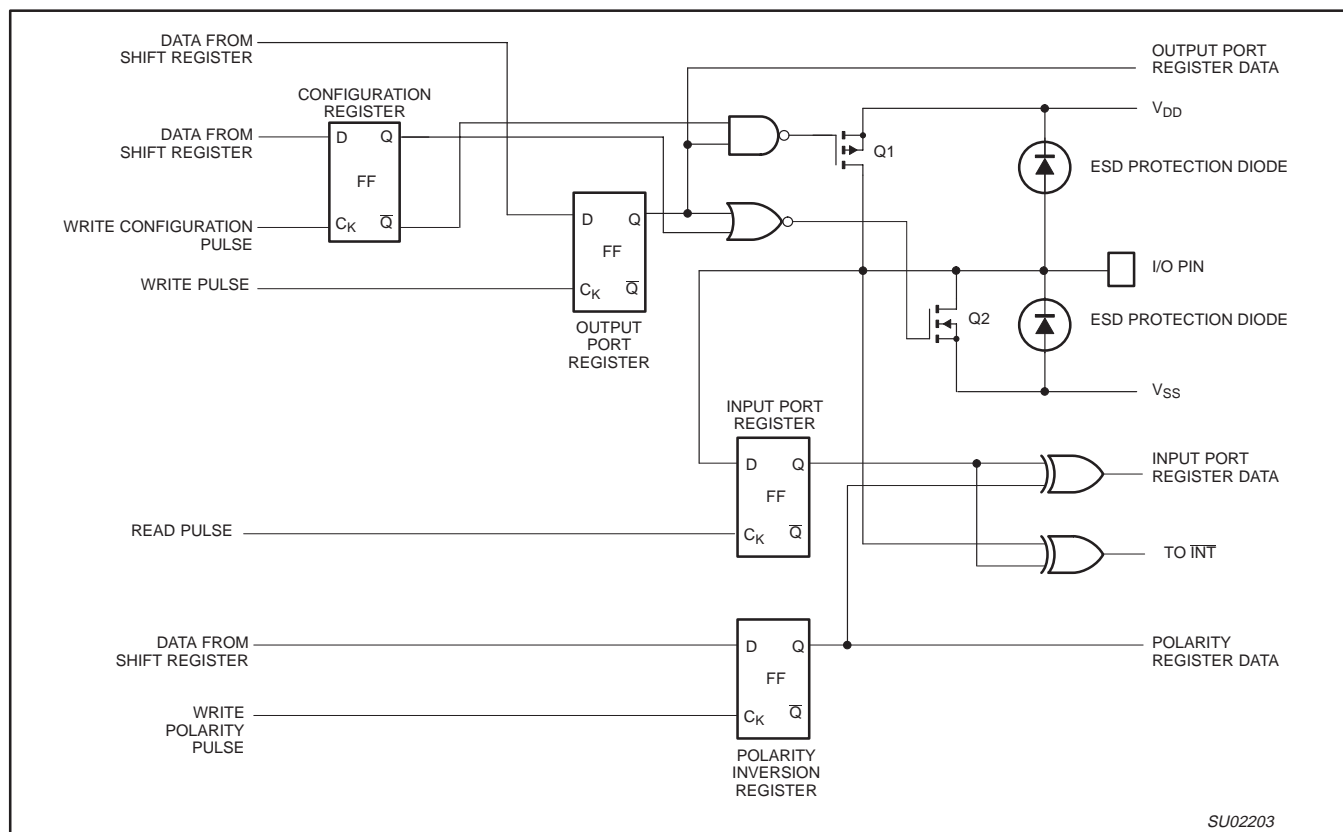 DATA FROM
SHIFT REGISTER
OUTPUT PORT
REGISTER DATA
CONFIGURATION
REGISTER
V_DD
DATA FROM
SHIFT REGISTER
D
Q
Q1
ESD PROTECTION DIODE
FF
WRITE CONFIGURATION
PULSE
C_K
Q̅
D
Q
FF
I/O PIN
WRITE PULSE
C_K
Q̅
Q2
ESD PROTECTION DIODE
OUTPUT
PORT
REGISTER
V_SS
INPUT PORT
REGISTER
D
Q
INPUT PORT
REGISTER DATA
FF
READ PULSE
C_K
Q̅
TO I̅N̅T̅
DATA FROM
SHIFT REGISTER
D
Q
POLARITY
REGISTER DATA
FF
WRITE
POLARITY
PULSE
C_K
Q̅
POLARITY
INVERSION
REGISTER
SU02203